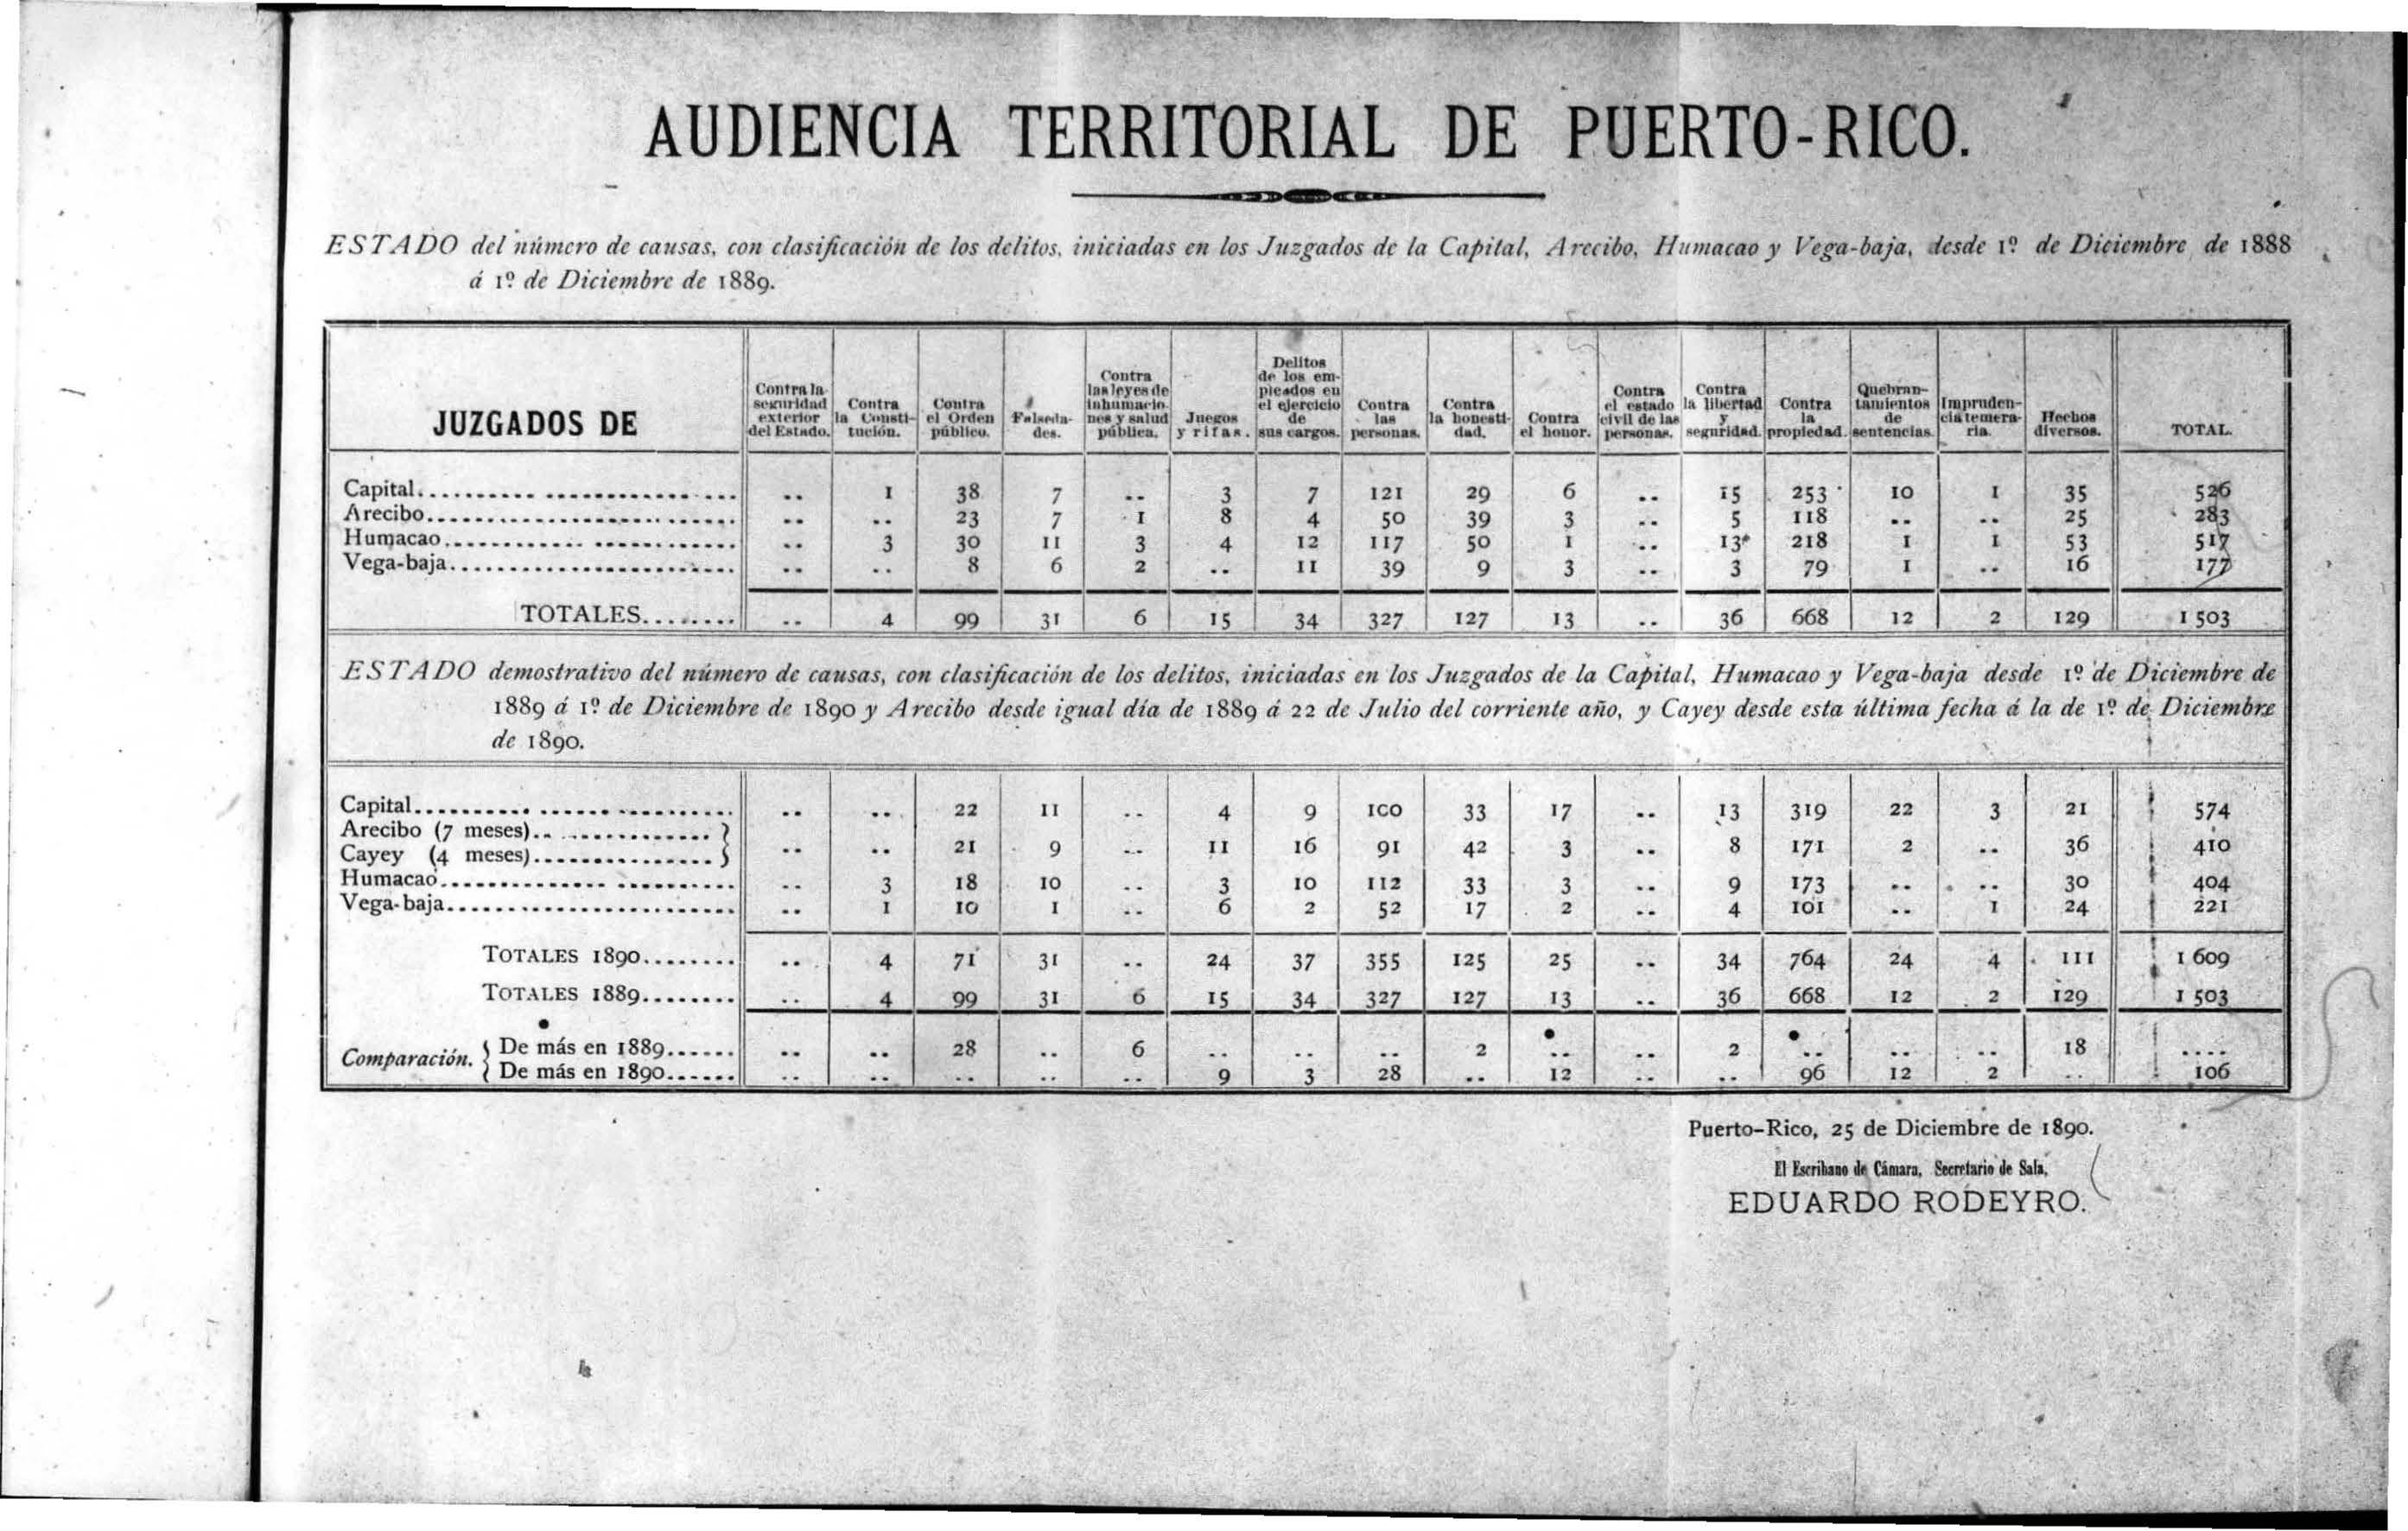 AUDIENCIA TERRITORIAL DE PUERTO-RICO.
ESTADO del número de causas, con clasificación de los delitos, iniciadas en los Juzgados de la Capital, Arecibo, Humacao y Vega-baja, desde 1º de Diciembre de 1888
á 1º de Diciembre de 1889.
JUZGADOS DE | Contra la seguridad exterior del Estado. | Contra la Constitución. | Contra el Orden público. | Falsedades. | Contra las leyes de inhumaciones y salud pública. | Juegos y rifas. | Delitos de los empleados en el ejercicio de sus cargos. | Contra las personas. | Contra la honestidad. | Contra el honor. | Contra el estado civil de las personas. | Contra la libertad y seguridad. | Contra la propiedad. | Quebrantamientos de sentencias. | Imprudencia temeraria. | Hechos diversos. | TOTAL.
Capital. .. 1 38 7 .. 3 7 121 29 6 .. 15 253 10 1 35 526
Arecibo. .. .. 23 7 1 8 4 50 39 3 .. 5 118 .. .. 25 283
Humacao. .. 3 30 11 3 4 12 117 50 1 .. 13 218 1 1 53 517
Vega-baja. .. .. 8 6 2 .. 11 39 9 3 .. 3 79 1 .. 16 177
TOTALES. .. 4 99 31 6 15 34 327 127 13 .. 36 668 12 2 129 1 503
ESTADO demostrativo del número de causas, con clasificación de los delitos, iniciadas en los Juzgados de la Capital, Humacao y Vega-baja desde 1º de Diciembre de
1889 á 1º de Diciembre de 1890 y Arecibo desde igual día de 1889 á 22 de Julio del corriente año, y Cayey desde esta última fecha á la de 1º de Diciembre
de 1890.
Capital. .. .. 22 11 .. 4 9 100 33 17 .. 13 319 22 3 21 574
Arecibo (7 meses). }
Cayey (4 meses). } .. .. 21 9 .. 11 16 91 42 3 .. 8 171 2 .. 36 410
Humacao. .. 3 18 10 .. 3 10 112 33 3 .. 9 173 .. .. 30 404
Vega-baja. .. 1 10 1 .. 6 2 52 17 2 .. 4 101 .. 1 24 221
TOTALES 1890. .. 4 71 31 .. 24 37 355 125 25 .. 34 764 24 4 111 1 609
TOTALES 1889. .. 4 99 31 6 15 34 327 127 13 .. 36 668 12 2 129 1 503
Comparación. { De más en 1889. .. .. 28 .. 6 .. .. .. 2 .. .. 2 .. .. .. 18 ....
{ De más en 1890. .. .. .. .. .. 9 3 28 .. 12 .. .. 96 12 2 .. 106
Puerto-Rico, 25 de Diciembre de 1890.
El Escribano de Cámara, Secretario de Sala,
EDUARDO RODEYRO.